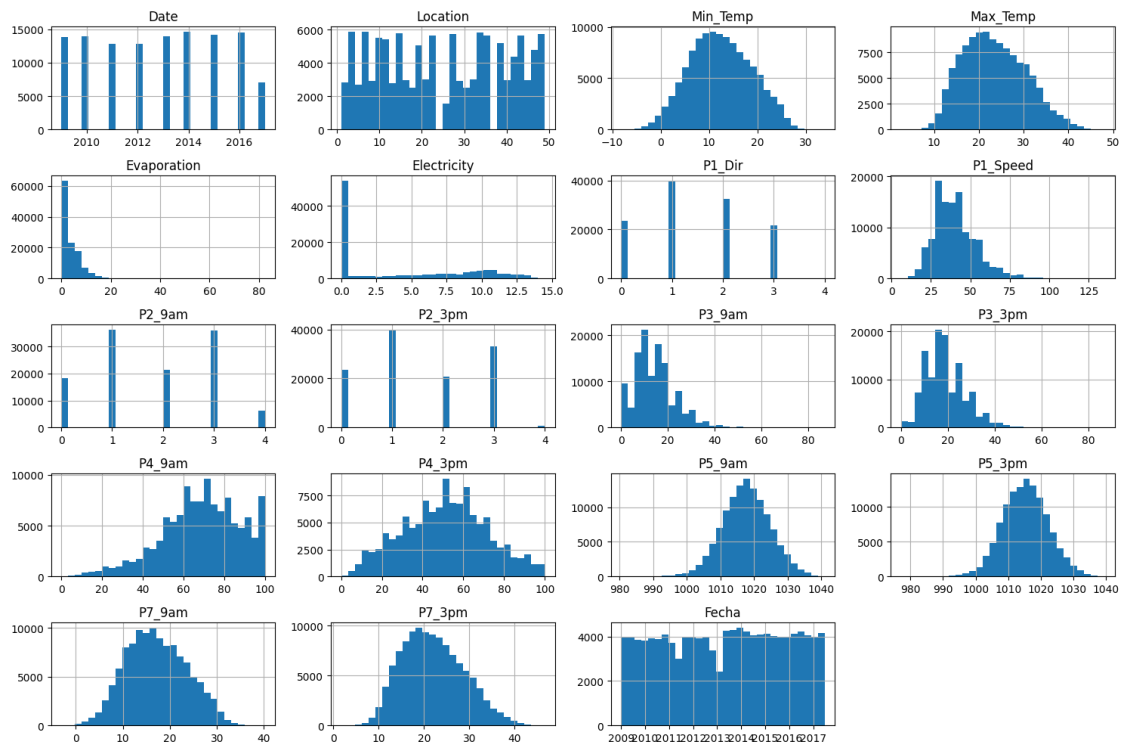 Date Location Min_Temp Max_Temp
15000 10000 5000 0 2010 2012 2014 2016
6000 4000 2000 0 0 10 20 30 40 50
10000 5000 0 −10 0 10 20 30
7500 5000 2500 0 10 20 30 40 50
Evaporation Electricity P1_Dir P1_Speed
60000 40000 20000 0 0 20 40 60 80
40000 20000 0 0.0 2.5 5.0 7.5 10.0 12.5 15.0
40000 20000 0 0 1 2 3 4
20000 10000 0 25 50 75 100 125
P2_9am P2_3pm P3_9am P3_3pm
30000 20000 10000 0 0 1 2 3 4
40000 20000 0 0 1 2 3 4
20000 15000 10000 5000 0 0 20 40 60 80
20000 15000 10000 5000 0 0 20 40 60 80
P4_9am P4_3pm P5_9am P5_3pm
10000 5000 0 0 20 40 60 80 100
7500 5000 2500 0 0 20 40 60 80 100
10000 5000 0 980 990 1000 1010 1020 1030 1040
10000 5000 0 980 990 1000 1010 1020 1030 1040
P7_9am P7_3pm Fecha
10000 5000 0 0 10 20 30 40
10000 7500 5000 2500 0 0 10 20 30 40
4000 2000 0 2009 2010 2011 2012 2013 2014 2015 2016 2017